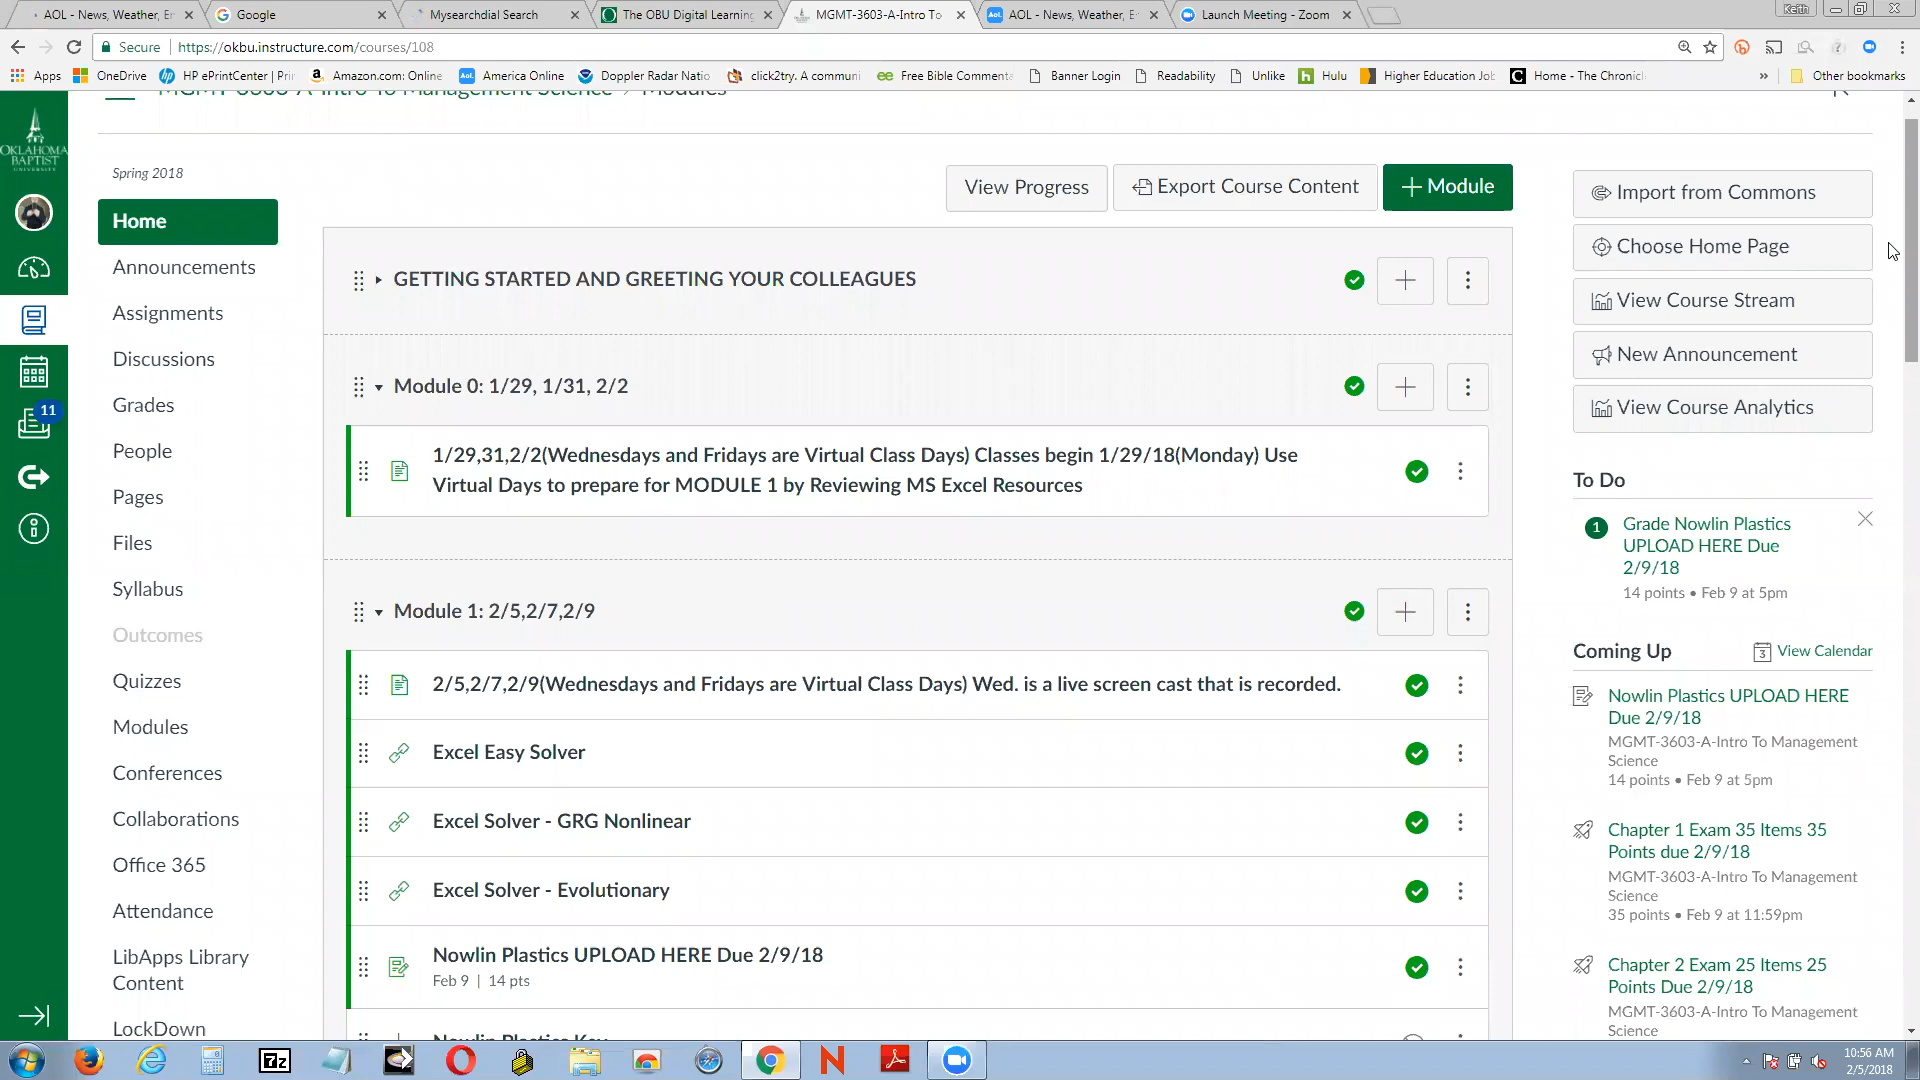 AOL - News, Weather, En
Google
Mysearchdial Search
The OBU Digital Learning
MGMT-3603-A-Intro To
AOL - News, Weather, E
Launch Meeting - Zoom
Keith
Secure
https://okbu.instructure.com/courses/108
Apps
OneDrive
HP ePrintCenter | Prin
Amazon.com: Online
America Online
Doppler Radar Natio
click2try. A communi
Free Bible Comment
Banner Login
Readability
Unlike
Hulu
Higher Education Job
Home - The Chronicl
»
Other bookmarks
MGMT-3603-A-Intro To Management Science > Modules
OKLAHOMA
BAPTIST
UNIVERSITY
11
Spring 2018
Home
Announcements
Assignments
Discussions
Grades
People
Pages
Files
Syllabus
Outcomes
Quizzes
Modules
Conferences
Collaborations
Office 365
Attendance
LibApps Library
Content
LockDown
View Progress
Export Course Content
+ Module
GETTING STARTED AND GREETING YOUR COLLEAGUES
Module 0: 1/29, 1/31, 2/2
1/29,31,2/2(Wednesdays and Fridays are Virtual Class Days) Classes begin 1/29/18(Monday) Use
Virtual Days to prepare for MODULE 1 by Reviewing MS Excel Resources
Module 1: 2/5,2/7,2/9
2/5,2/7,2/9(Wednesdays and Fridays are Virtual Class Days) Wed. is a live screen cast that is recorded.
Excel Easy Solver
Excel Solver - GRG Nonlinear
Excel Solver - Evolutionary
Nowlin Plastics UPLOAD HERE Due 2/9/18
Feb 9 | 14 pts
Nowlin Plastics Key
Import from Commons
Choose Home Page
View Course Stream
New Announcement
View Course Analytics
To Do
1
Grade Nowlin Plastics
UPLOAD HERE Due
2/9/18
14 points • Feb 9 at 5pm
Coming Up
3
View Calendar
Nowlin Plastics UPLOAD HERE
Due 2/9/18
MGMT-3603-A-Intro To Management
Science
14 points • Feb 9 at 5pm
Chapter 1 Exam 35 Items 35
Points due 2/9/18
MGMT-3603-A-Intro To Management
Science
35 points • Feb 9 at 11:59pm
Chapter 2 Exam 25 Items 25
Points Due 2/9/18
MGMT-3603-A-Intro To Management
Science
7z
10:56 AM
2/5/2018